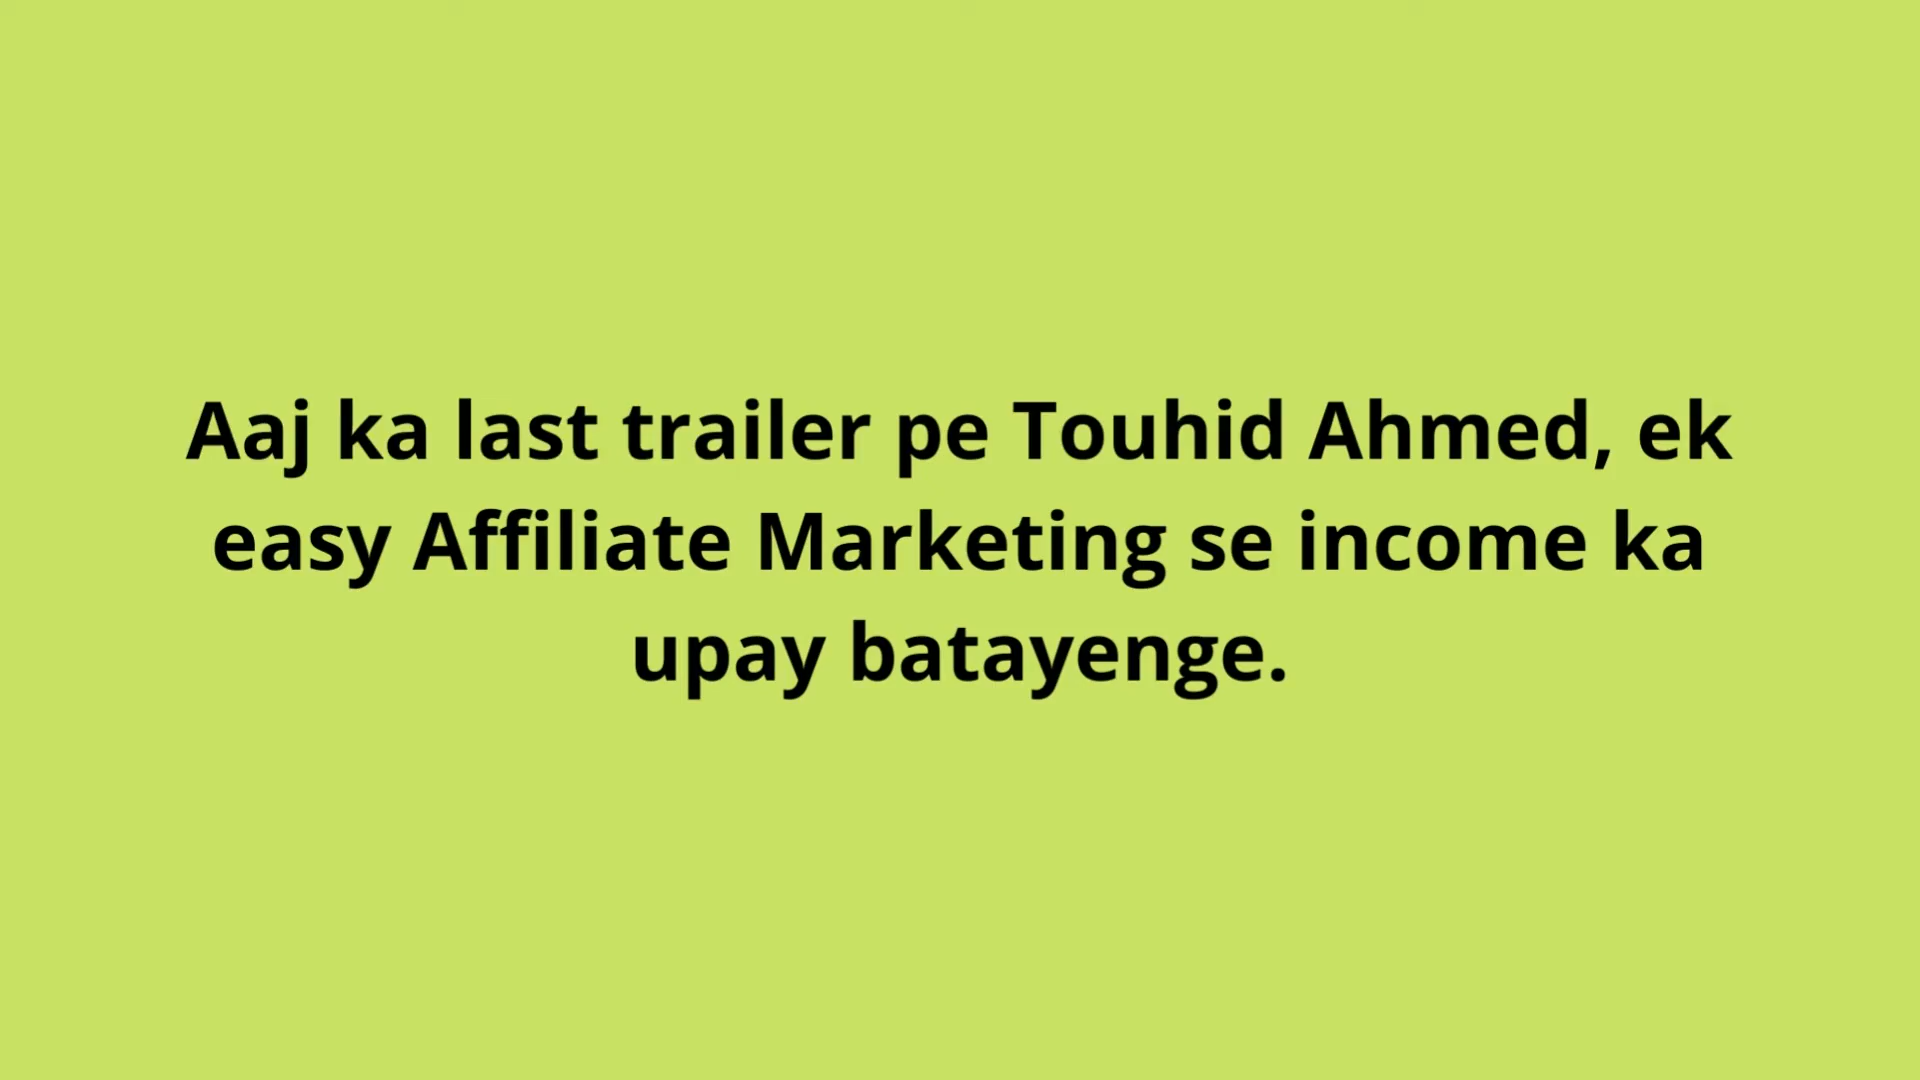 Aaj ka last trailer pe Touhid Ahmed, ek
easy Affiliate Marketing se income ka
upay batayenge.